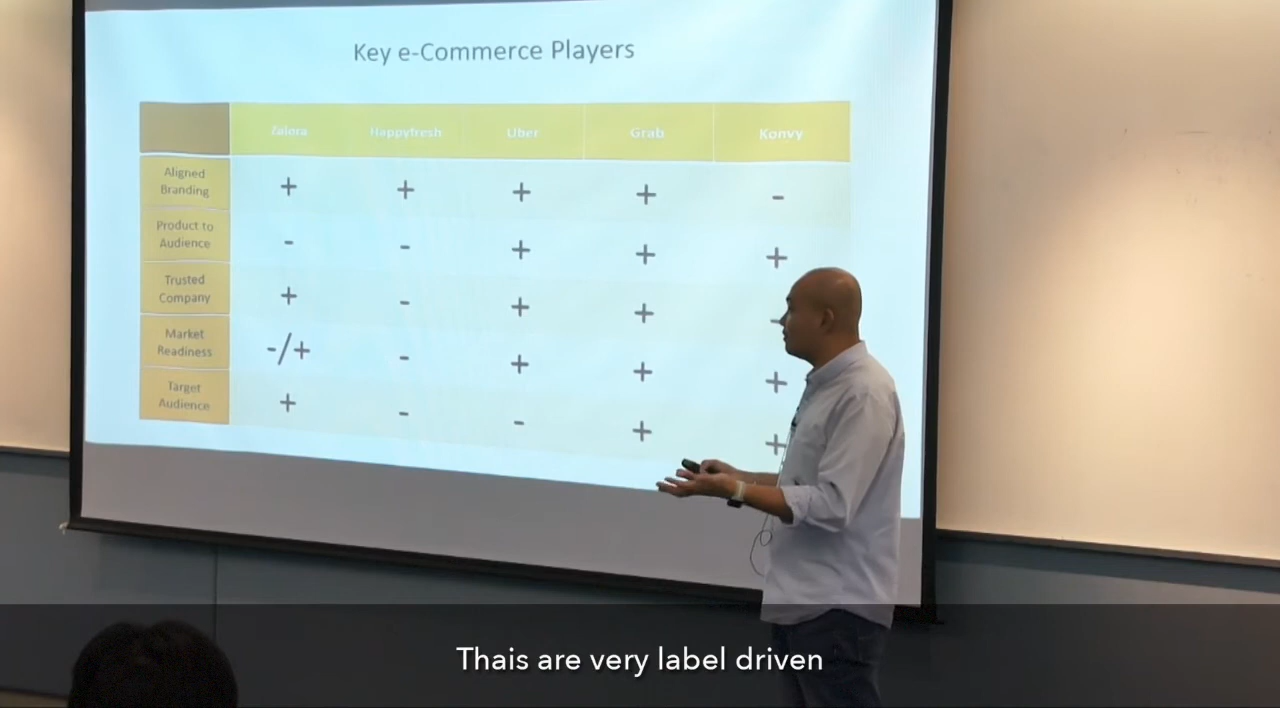 Key e-Commerce Players
Zalora Happyfresh Uber Grab Konvy
Aligned
Branding + + + + -
Product to
Audience - - + + +
Trusted
Company + - + + -
Market
Readiness -/+ - + + +
Target
Audience + - - + +
Thais are very label driven